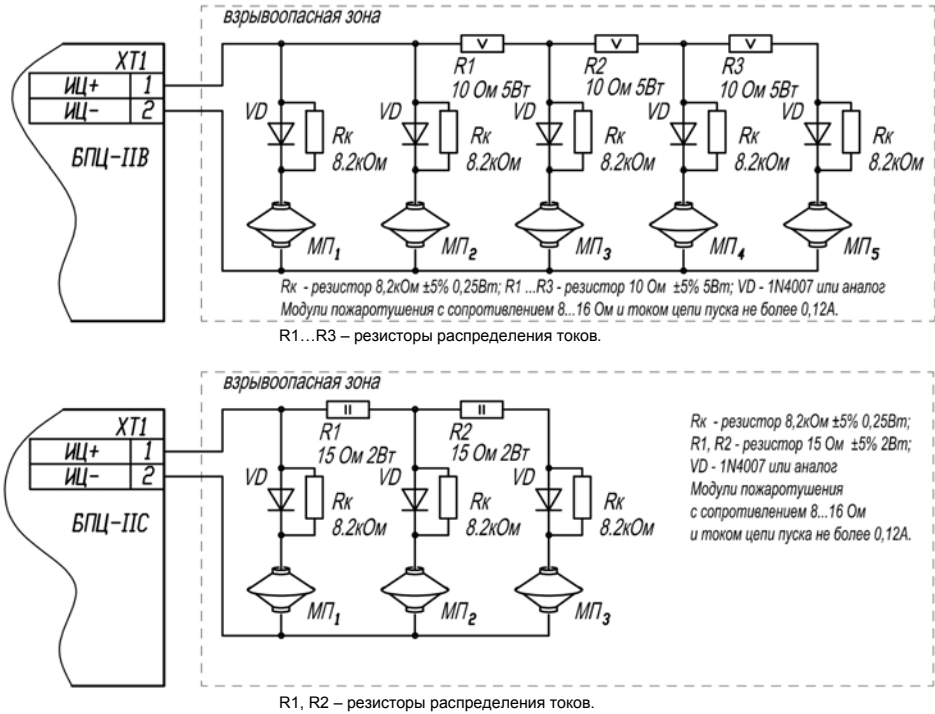 взрывоопасная зона
XT1
ИЦ+ 1
ИЦ- 2
БПЦ-IIВ
R1 R2 R3
10 Ом 5Вт 10 Ом 5Вт 10 Ом 5Вт
VD VD VD VD VD
Rк Rк Rк Rк Rк
8.2кОм 8.2кОм 8.2кОм 8.2кОм 8.2кОм
МП1 МП2 МП3 МП4 МП5
Rк - резистор 8,2кОм ±5% 0,25Вт; R1 ...R3 - резистор 10 Ом ±5% 5Вт; VD - 1N4007 или аналог
Модули пожаротушения с сопротивлением 8...16 Ом и током цепи пуска не более 0,12А.
R1…R3 – резисторы распределения токов.
взрывоопасная зона
XT1
ИЦ+ 1
ИЦ- 2
БПЦ-IIС
R1 R2
15 Ом 2Вт 15 Ом 2Вт
VD VD VD
Rк Rк Rк
8.2кОм 8.2кОм 8.2кОм
МП1 МП2 МП3
Rк - резистор 8,2кОм ±5% 0,25Вт;
R1, R2 - резистор 15 Ом ±5% 2Вт;
VD - 1N4007 или аналог
Модули пожаротушения
с сопротивлением 8...16 Ом
и током цепи пуска не более 0,12А.
R1, R2 – резисторы распределения токов.